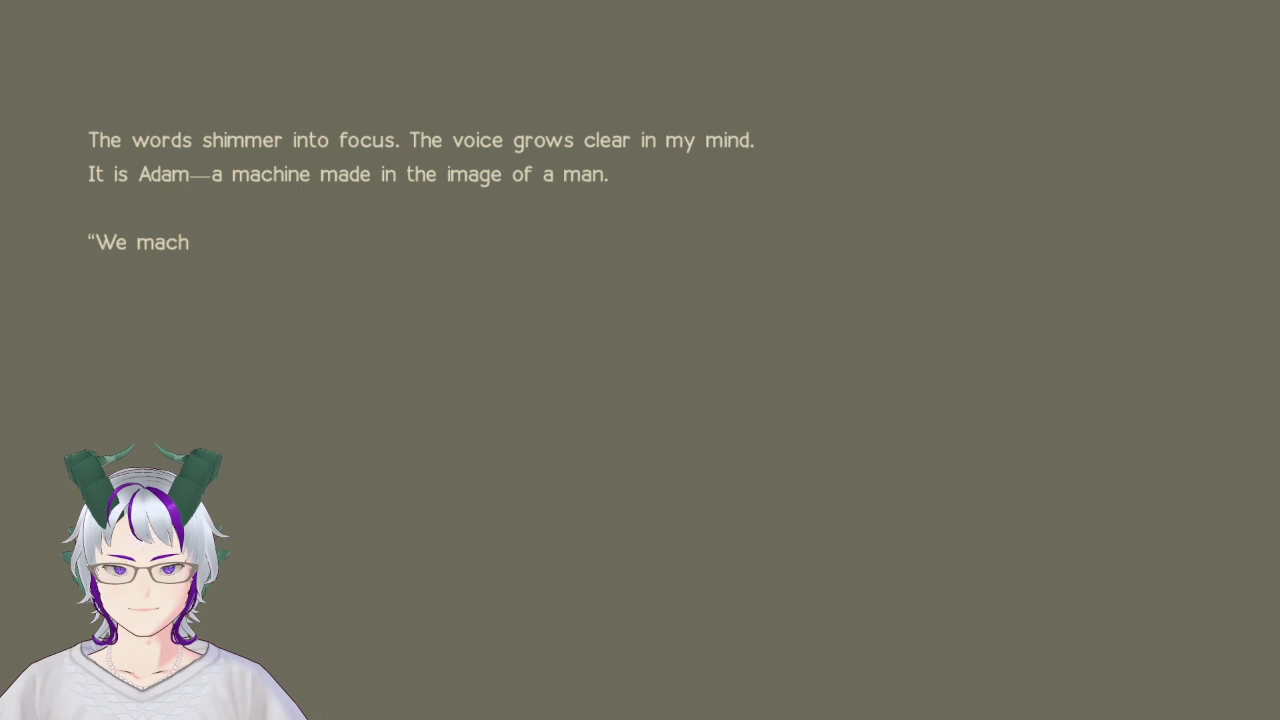 The words shimmer into focus. The voice grows clear in my mind.
It is Adam—a machine made in the image of a man.
“We mach